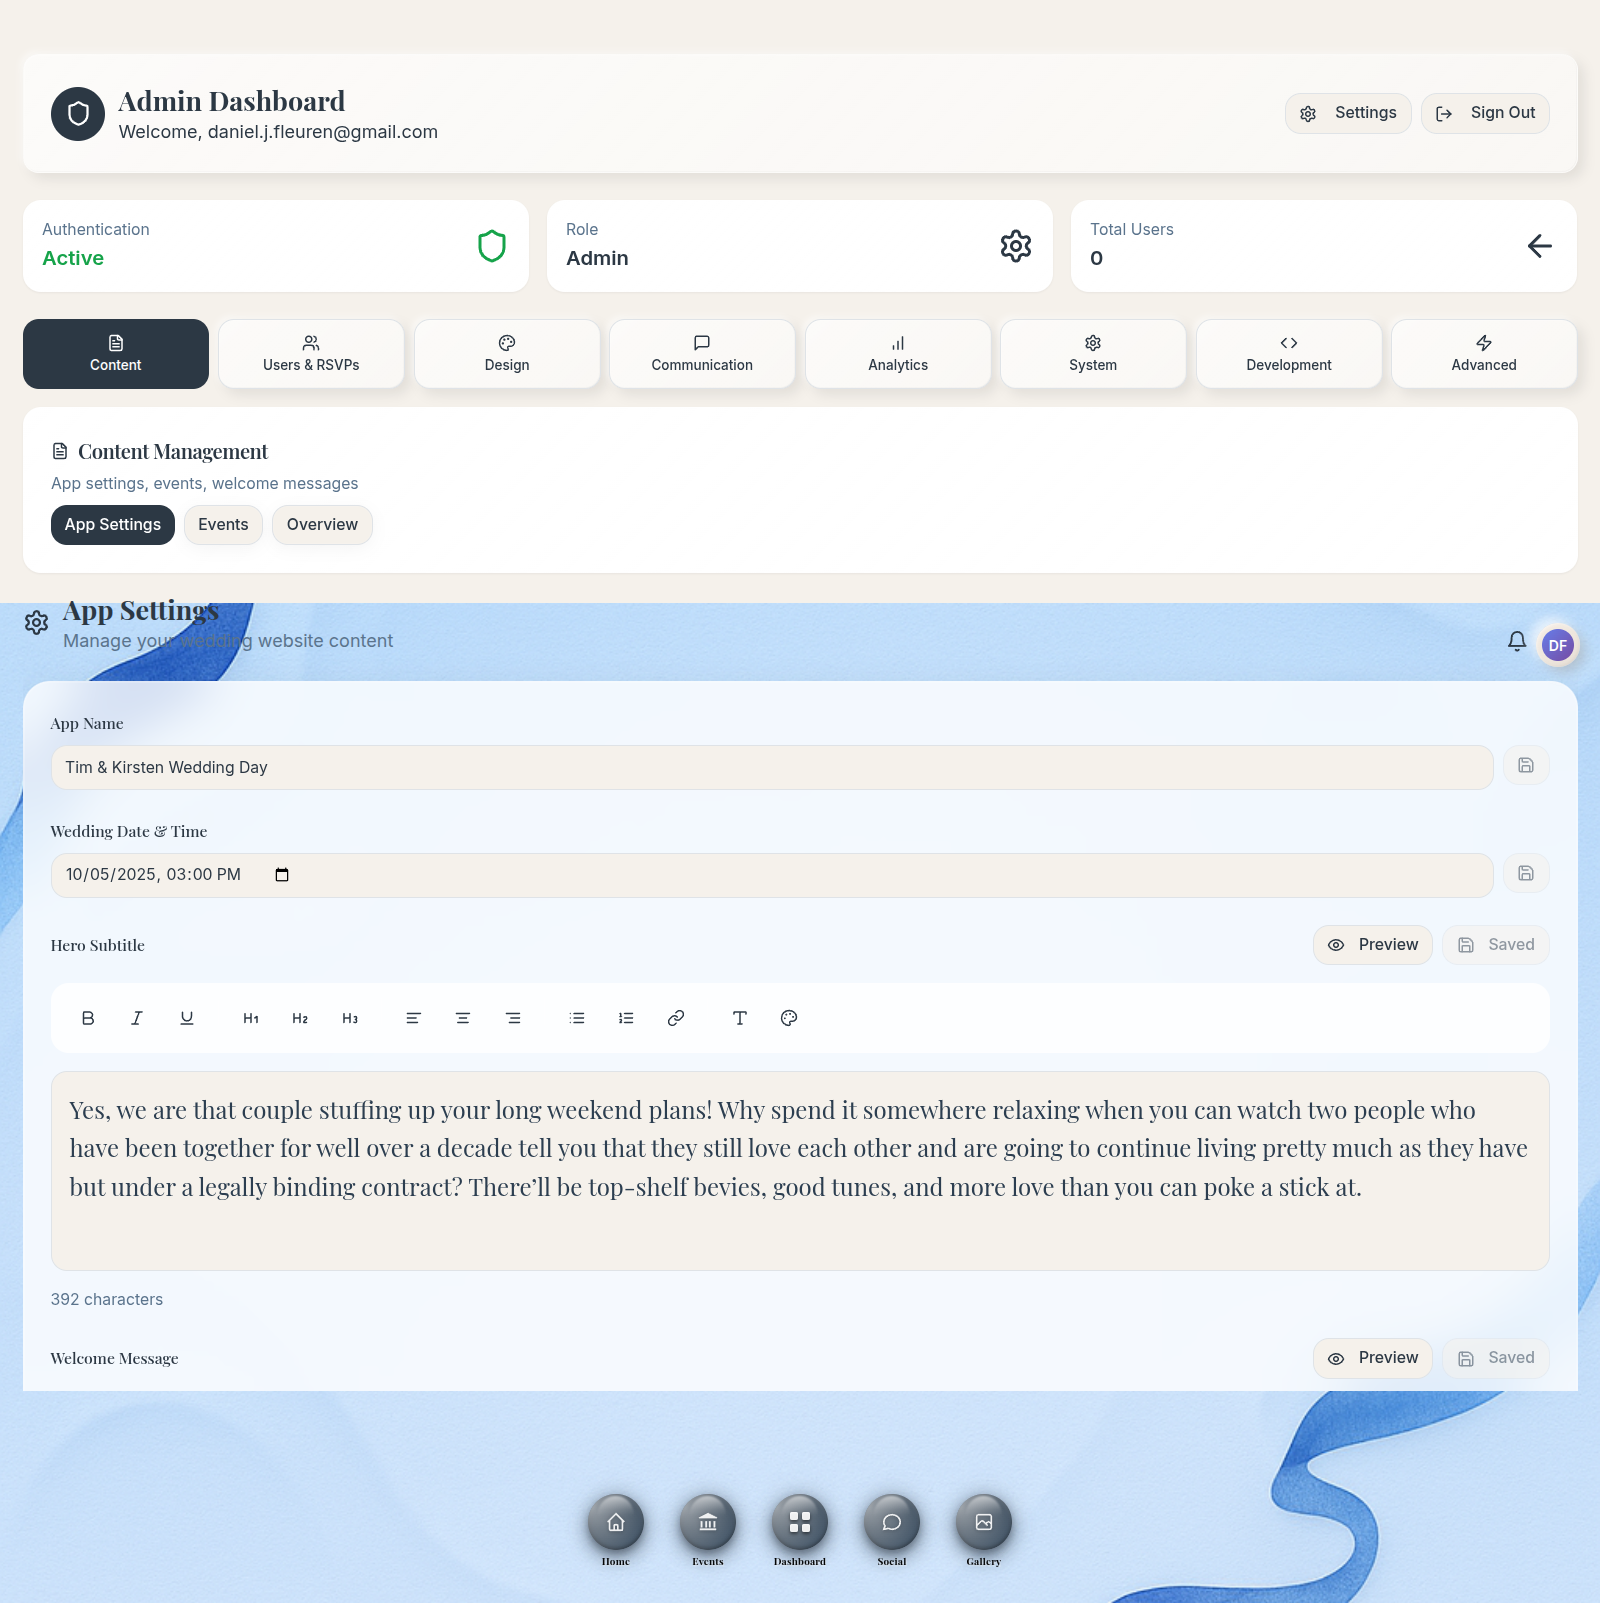 Admin Dashboard
Welcome, daniel.j.fleuren@gmail.com
Settings
Sign Out
Authentication
Active
Role
Admin
Total Users
0
Content
Users & RSVPs
Design
Communication
Analytics
System
Development
Advanced
Content Management
App settings, events, welcome messages
App Settings
Events
Overview
App Settings
Manage your wedding website content
DF
App Name
Tim & Kirsten Wedding Day
Wedding Date & Time
10/05/2025, 03:00 PM
Hero Subtitle
Preview
Saved
B I U H1 H2 H3 T
Yes, we are that couple stuffing up your long weekend plans! Why spend it somewhere relaxing when you can watch two people who
have been together for well over a decade tell you that they still love each other and are going to continue living pretty much as they have
but under a legally binding contract? There’ll be top-shelf bevies, good tunes, and more love than you can poke a stick at.
392 characters
Welcome Message
Preview
Saved
Home
Events
Dashboard
Social
Gallery